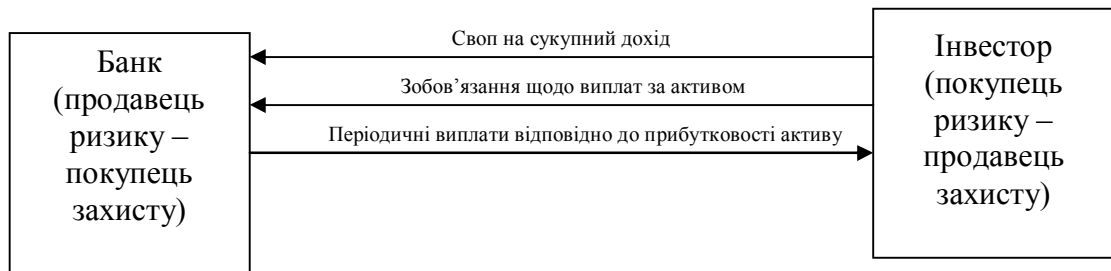 Банк
(продавець
ризику –
покупець
захисту)
Своп на сукупний дохід
Зобов’язання щодо виплат за активом
Періодичні виплати відповідно до прибутковості активу
Інвестор
(покупець
ризику –
продавець
захисту)